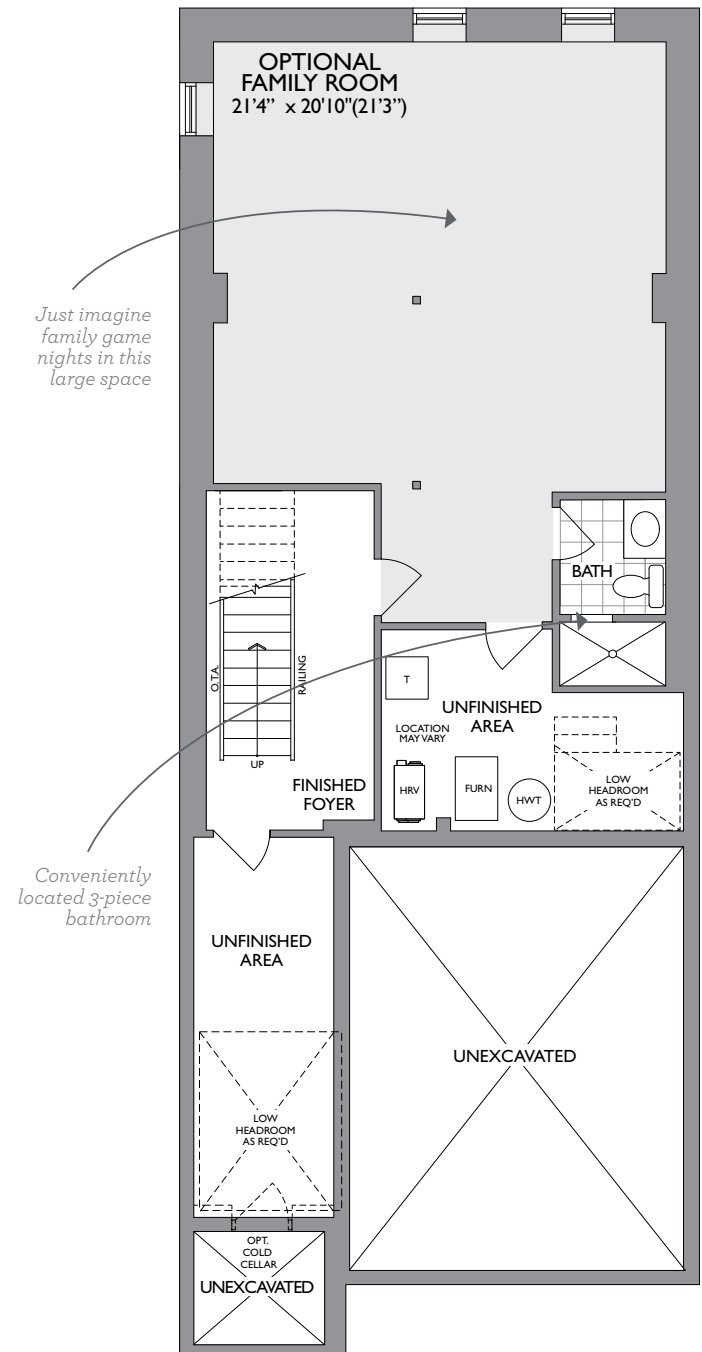 OPTIONAL
FAMILY ROOM
21'4” x 20'10"(21'3”)
Just imagine
family game
nights in this
large space
BATH
O.T.A.
RAILING
UP
T
UNFINISHED
AREA
LOCATION
MAY VARY
HRV
FURN
HWT
LOW
HEADROOM
AS REQ'D
FINISHED
FOYER
Conveniently
located 3-piece
bathroom
UNFINISHED
AREA
UNEXCAVATED
LOW
HEADROOM
AS REQ'D
OPT.
COLD
CELLAR
UNEXCAVATED